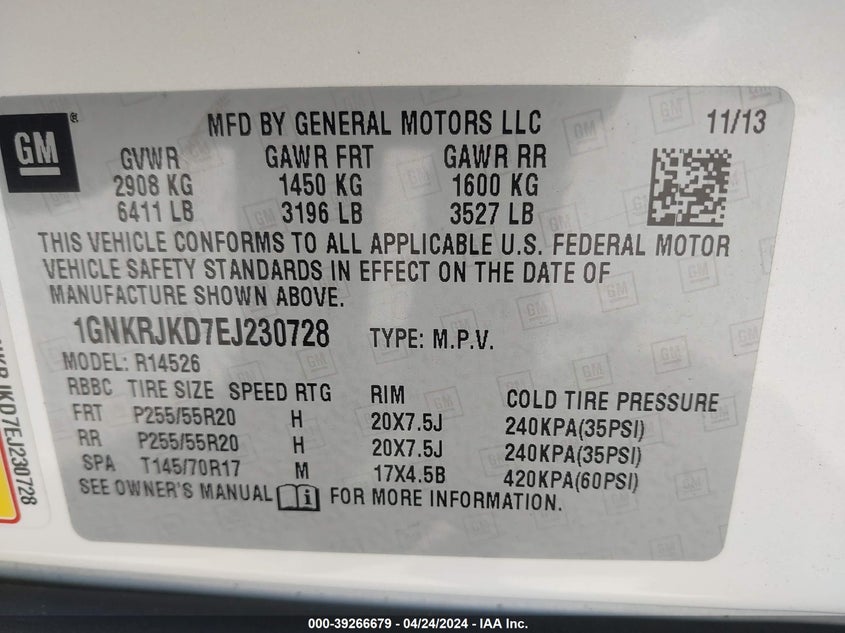 GM ®
MFD BY GENERAL MOTORS LLC 11/13
GVWR GAWR FRT GAWR RR
2908 KG 1450 KG 1600 KG
6411 LB 3196 LB 3527 LB
THIS VEHICLE CONFORMS TO ALL APPLICABLE U.S. FEDERAL MOTOR
VEHICLE SAFETY STANDARDS IN EFFECT ON THE DATE OF
MANUFACTURE SHOWN ABOVE.
1GNKRJKD7EJ230728 TYPE: M.P.V.
MODEL: R14526
RBBC TIRE SIZE SPEED RTG RIM COLD TIRE PRESSURE
FRT P255/55R20 H 20X7.5J 240KPA(35PSI)
RR P255/55R20 H 20X7.5J 240KPA(35PSI)
SPA T145/70R17 M 17X4.5B 420KPA(60PSI)
SEE OWNER'S MANUAL FOR MORE INFORMATION.
000-39266679 - 04/24/2024 - IAA Inc.